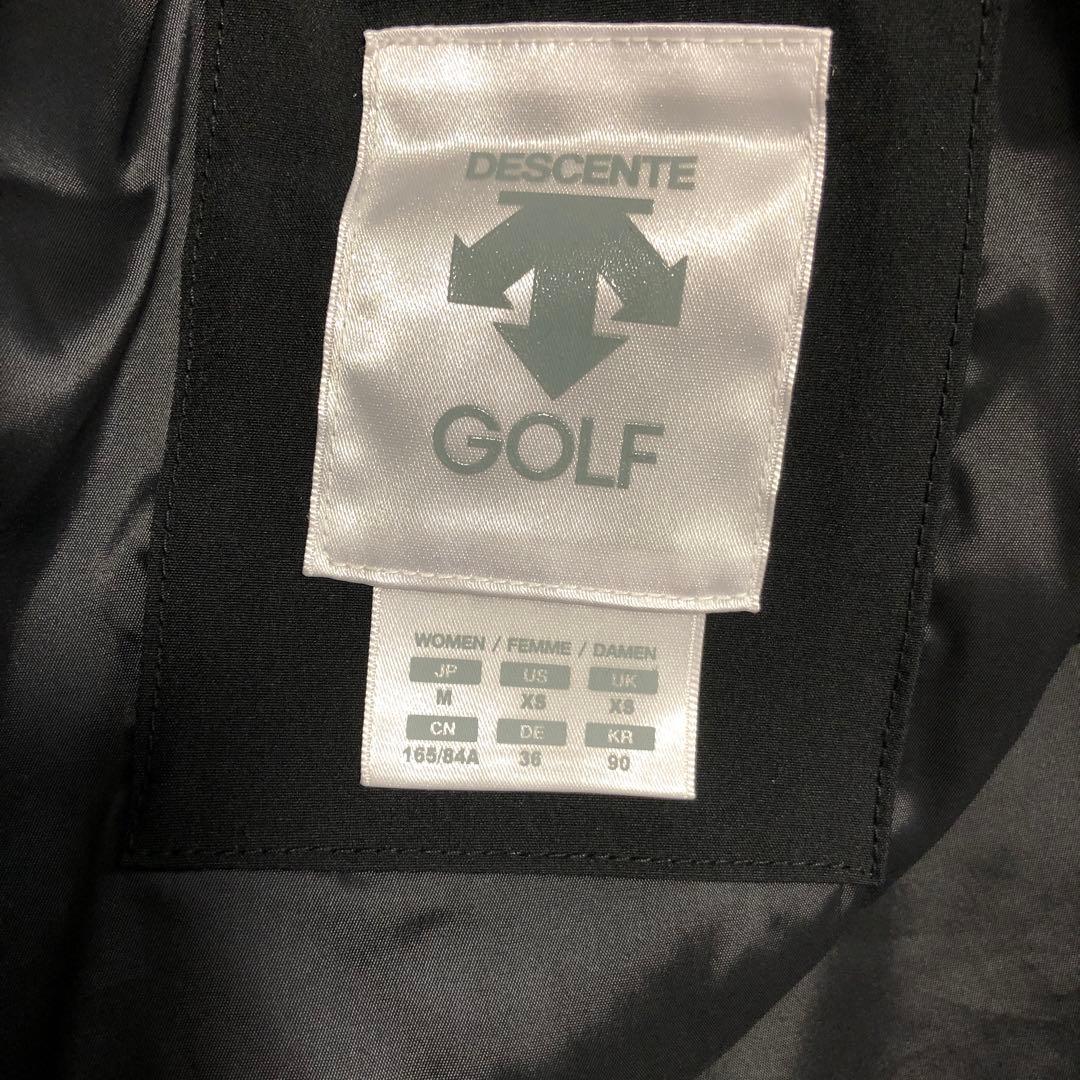 DESCENTE
GOLF
WOMEN / FEMME / DAMEN
JP US UK
M XS XS
CN DE KR
165/84A 36 90